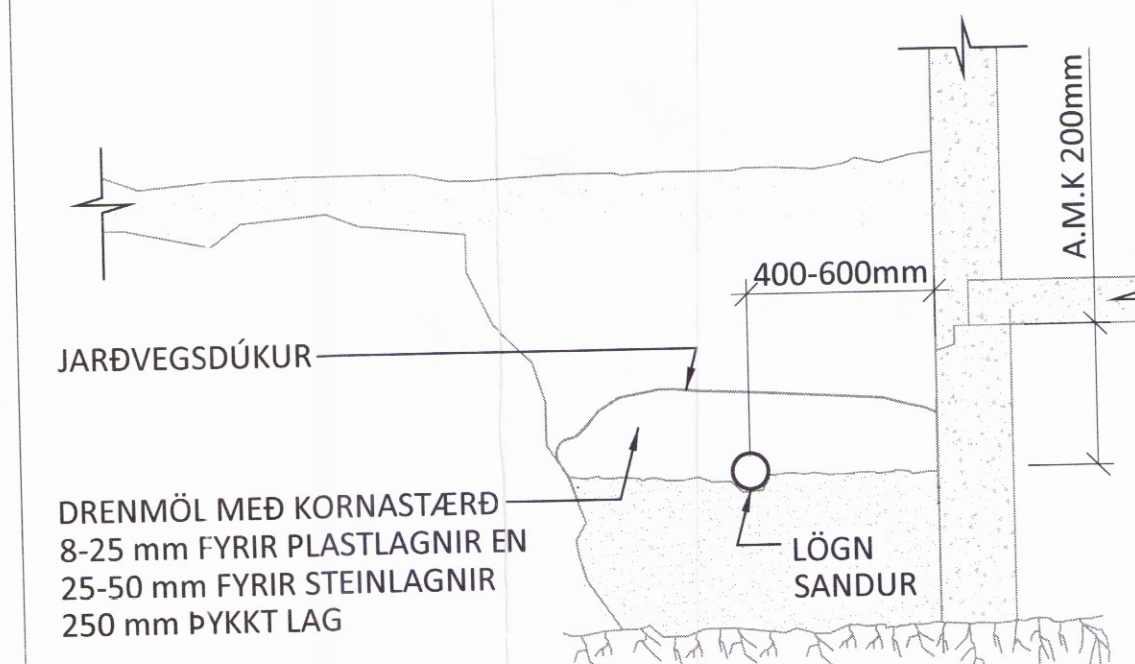 A.M.K 200mm
400-600mm
JARÐVEGSDÚKUR
DRENMÖL MEÐ KORNASTÆRÐ
8-25 mm FYRIR PLASTLAGNIR EN
25-50 mm FYRIR STEINLAGNIR
250 mm ÞYKKT LAG
LÖGN
SANDUR